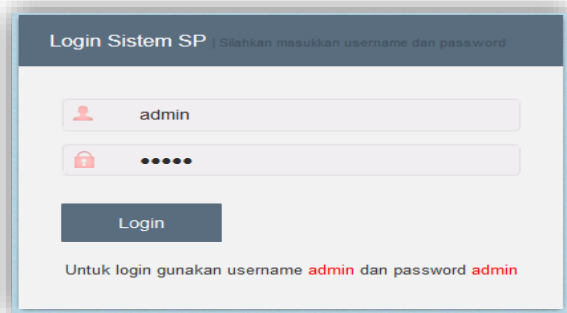 Login Sistem SP | Silahkan masukkan username dan password
admin
●●●●●
Login
Untuk login gunakan username admin dan password admin